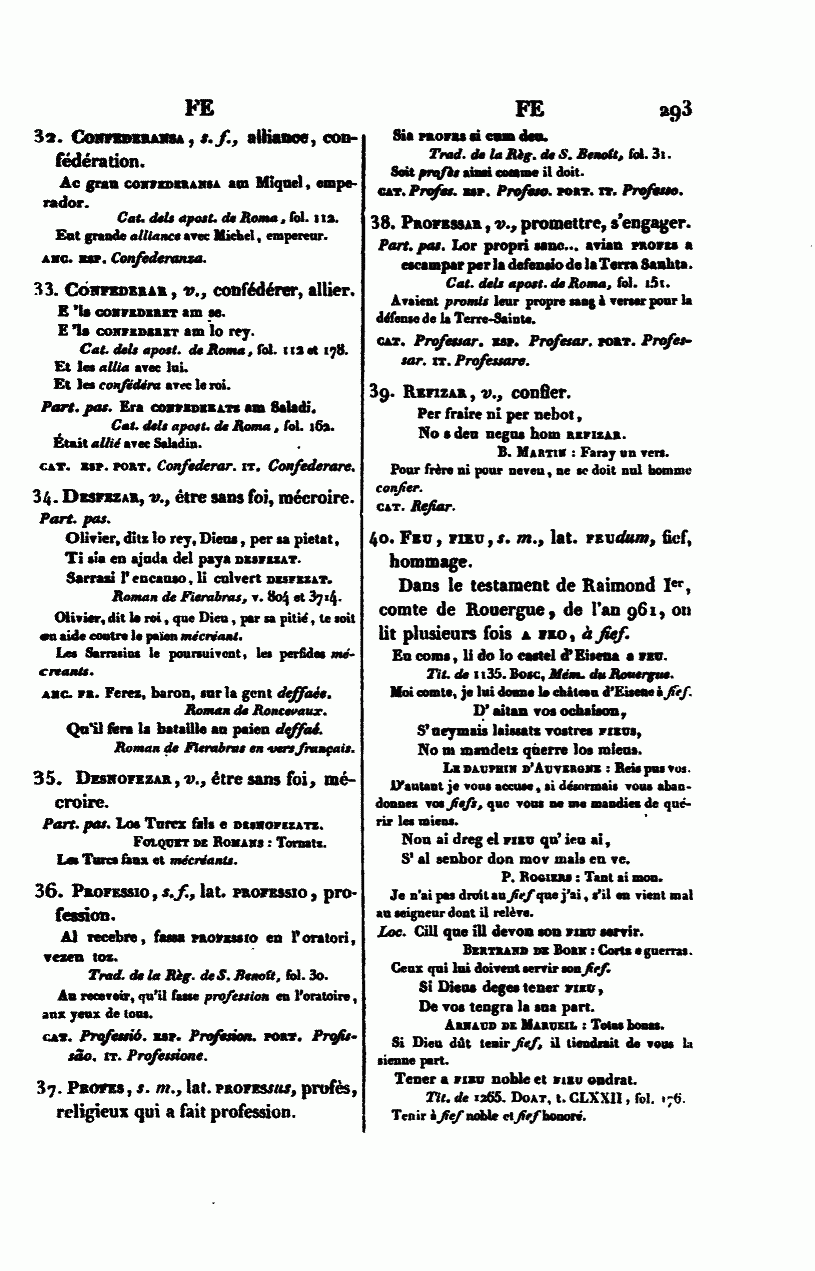 FE
FE 293
32. CONFEDERANSA, s. f., alliance, con-
fédération.
Ac gran CONFEDERANSA am Miquel, empe-
rador.
Cat. dels apost. de Roma, fol. 112.
Eut grande alliance avec Michel, empereur.
ANC. ESP. Confederanza.
33. CONFEDERAR, v., confédérer, allier.
E 'ls CONFEDERET am se.
E 'ls CONFEDERET am lo rey.
Cat. dels apost. de Roma, fol. 112 et 178.
Et les allia avec lui.
Et les confédéra avec le roi.
Part. pas. Era CONFEDERATS am Saladi.
Cat. dels apost. de Roma, fol. 162.
Était allié avec Saladin.
CAT. ESP. PORT. Confederar. IT. Confederare.
34. DESFEZAR, v., être sans foi, mécroire.
Part. pas.
Olivier, ditz lo rey, Dieus, per sa pietat,
Ti sia en ajuda del paya DESFEZAT.
Sarrasi l'encauso, li culvert DESFEZAT.
Roman de Fierabras, v. 804 et 3714.
Olivier, dit le roi, que Dieu, par sa pitié, te soit
en aide contre le païen mécréant.
Les Sarrasins le poursuivent, les perfides mé-
creants.
ANC. FR. Ferez, baron, sur la gent deffaée.
Roman de Roncevaux.
Qu'il fera la bataille au paien deffaé.
Roman de Fierabras en vers français.
35. DESNOFEZAR, v., être sans foi, mé-
croire.
Part. pas. Los Turcx fals e DESNOFEZATZ.
FOLQUET DE ROMANS : Tornatz.
Les Turcs faux et mécréants.
36. PROFESSIO, s. f., lat. PROFESSIO, pro-
fession.
Al recebre, fassa PROFESSIO en l'oratori,
vezen toz.
Trad. de la Règ. de S. Benoît, fol. 30.
Au recevoir, qu'il fasse profession en l'oratoire,
aux yeux de tous.
CAT. Professió. ESP. Profesion. PORT. Profis-
são. IT. Professione.
37. PROFES, s. m., lat. PROFESSUS, profès,
religieux qui a fait profession.
Sia PROFES si cum deu.
Trad. de la Règ. de S. Benoît, fol. 31.
Soit profès ainsi comme il doit.
CAT. Profes. ESP. Profeso. PORT. IT. Professo.
38. PROFESSAR, v., promettre, s'engager.
Part. pas. Lor propri sanc... avian PROFES a
escampar per la defensio de la Terra Sanhta.
Cat. dels apost. de Roma, fol. 151.
Avaient promis leur propre sang à verser pour la
défense de la Terre-Sainte.
CAT. Professar. ESP. Profesar. PORT. Profes-
sar. IT. Professare.
39. REFIZAR, v., confier.
Per fraire ni per nebot,
No s deu negus hom REFIZAR.
B. MARTIN : Faray un vers.
Pour frère ni pour neveu, ne se doit nul homme
confier.
CAT. Refiar.
40. FEU, FIEU, s. m., lat. FEUdum, fief,
hommage.
Dans le testament de Raimond Ier,
comte de Rouergue, de l'an 961, on
lit plusieurs fois A FEO, à fief.
Eu coms, li do lo castel d'Eisena a FEU.
Tit. de 1135. BOSC, Mém. du Rouergue.
Moi comte, je lui donne le château d'Eisene à fief.
D'aitan vos ochaison,
S'ueymais laissatz vostres FIEUS,
No m mandetz querre los mieus.
LE DAUPHIN D'AUVERGNE : Reis pus vos.
D'autant je vous accuse, si désormais vous aban-
donnez vos fiefs, que vous ne me mandiez de qué-
rir les miens.
Non ai dreg el FIEU qu'ieu ai,
S'al senhor don mov mals en ve.
P. ROGIERS : Tant ai mon.
Je n'ai pas droit au fief que j'ai, s'il en vient mal
au seigneur dont il relève.
Loc. Cill que ill devon son FIEU servir.
BERTRAND DE BORN : Corts e guerras.
Ceux qui lui doivent servir son fief.
Si Dieus deges tener FIEU,
De vos tengra la sua part.
ARNAUD DE MARUEIL : Totas bonas.
Si Dieu dût tenir fief, il tiendrait de vous la
sienne part.
Tener a FIEU noble et FIEU ondrat.
Tit. de 1265. DOAT, t. CLXXII, fol. 176.
Tenir à fief noble et fief honoré.